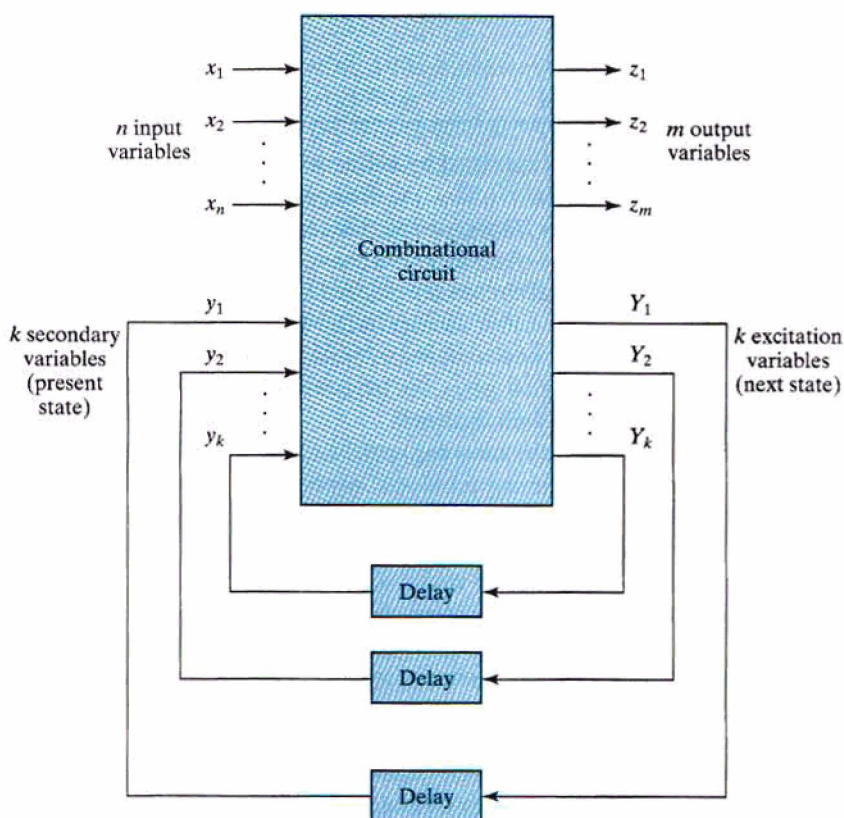 x1
z1
n input
variables
x2
z2
m output
variables
xn
zm
Combinational
circuit
y1
Y1
k secondary
variables
(present
state)
k excitation
variables
(next state)
y2
Y2
yk
Yk
Delay
Delay
Delay